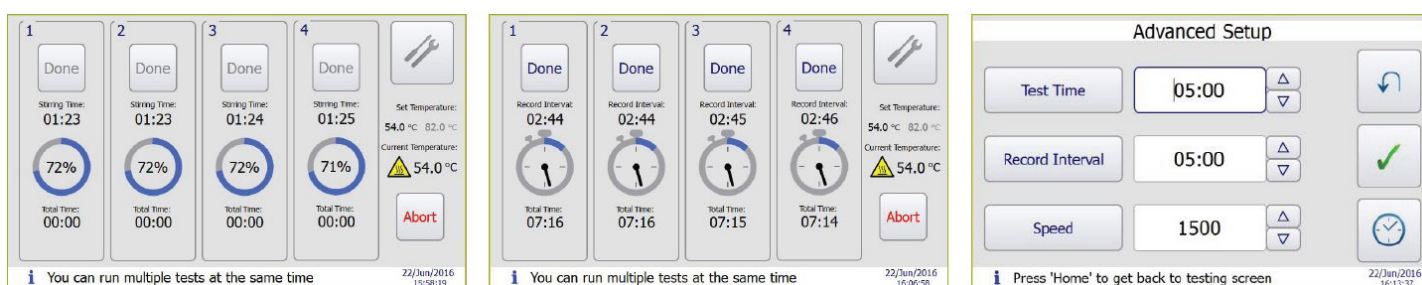 1 2 3 4
Done Done Done Done
Stirring Time: Stirring Time: Stirring Time: Stirring Time:
01:23 01:23 01:24 01:25
Set Temperature:
54.0 °C 82.0 °C
Current Temperature:
72% 72% 72% 71%
54.0 °C
Total Time: Total Time: Total Time: Total Time:
00:00 00:00 00:00 00:00
Abort
i You can run multiple tests at the same time
22/Jun/2016
15:58:19
1 2 3 4
Done Done Done Done
Record Interval: Record Interval: Record Interval: Record Interval:
02:44 02:44 02:45 02:46
Set Temperature:
54.0 °C 82.0 °C
Current Temperature:
54.0 °C
Total Time: Total Time: Total Time: Total Time:
07:16 07:16 07:15 07:14
Abort
i You can run multiple tests at the same time
22/Jun/2016
16:06:58
Advanced Setup
Test Time 05:00
Record Interval 05:00
Speed 1500
i Press 'Home' to get back to testing screen
22/Jun/2016
16:13:37